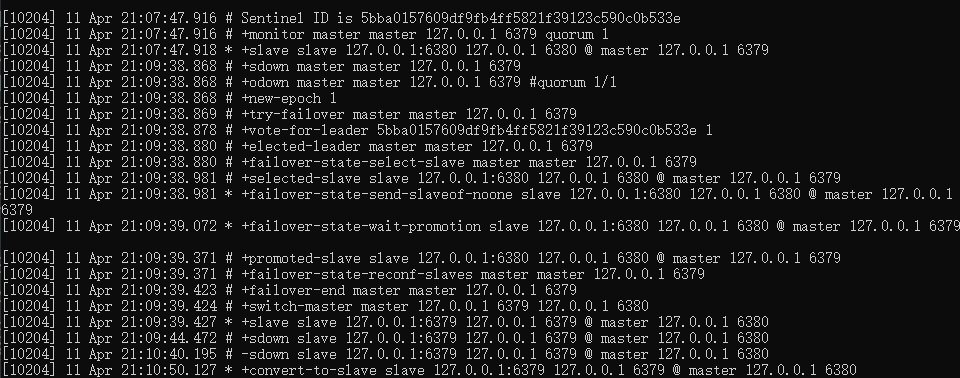 [10204] 11 Apr 21:07:47.916 # Sentinel ID is 5bba0157609df9fb4ff5821f39123c590c0b533e
[10204] 11 Apr 21:07:47.916 # +monitor master master 127.0.0.1 6379 quorum 1
[10204] 11 Apr 21:07:47.918 * +slave slave 127.0.0.1:6380 127.0.0.1 6380 @ master 127.0.0.1 6379
[10204] 11 Apr 21:09:38.868 # +sdown master master 127.0.0.1 6379
[10204] 11 Apr 21:09:38.868 # +odown master master 127.0.0.1 6379 #quorum 1/1
[10204] 11 Apr 21:09:38.868 # +new-epoch 1
[10204] 11 Apr 21:09:38.869 # +try-failover master master 127.0.0.1 6379
[10204] 11 Apr 21:09:38.878 # +vote-for-leader 5bba0157609df9fb4ff5821f39123c590c0b533e 1
[10204] 11 Apr 21:09:38.880 # +elected-leader master master 127.0.0.1 6379
[10204] 11 Apr 21:09:38.880 # +failover-state-select-slave master master 127.0.0.1 6379
[10204] 11 Apr 21:09:38.981 # +selected-slave slave 127.0.0.1:6380 127.0.0.1 6380 @ master 127.0.0.1 6379
[10204] 11 Apr 21:09:38.981 * +failover-state-send-slaveof-noone slave 127.0.0.1:6380 127.0.0.1 6380 @ master 127.0.0.1
6379
[10204] 11 Apr 21:09:39.072 * +failover-state-wait-promotion slave 127.0.0.1:6380 127.0.0.1 6380 @ master 127.0.0.1 6379
[10204] 11 Apr 21:09:39.371 # +promoted-slave slave 127.0.0.1:6380 127.0.0.1 6380 @ master 127.0.0.1 6379
[10204] 11 Apr 21:09:39.371 # +failover-state-reconf-slaves master master 127.0.0.1 6379
[10204] 11 Apr 21:09:39.423 # +failover-end master master 127.0.0.1 6379
[10204] 11 Apr 21:09:39.424 # +switch-master master 127.0.0.1 6379 127.0.0.1 6380
[10204] 11 Apr 21:09:39.427 * +slave slave 127.0.0.1:6379 127.0.0.1 6379 @ master 127.0.0.1 6380
[10204] 11 Apr 21:09:44.472 # +sdown slave 127.0.0.1:6379 127.0.0.1 6379 @ master 127.0.0.1 6380
[10204] 11 Apr 21:10:40.195 # -sdown slave 127.0.0.1:6379 127.0.0.1 6379 @ master 127.0.0.1 6380
[10204] 11 Apr 21:10:50.127 * +convert-to-slave slave 127.0.0.1:6379 127.0.0.1 6379 @ master 127.0.0.1 6380